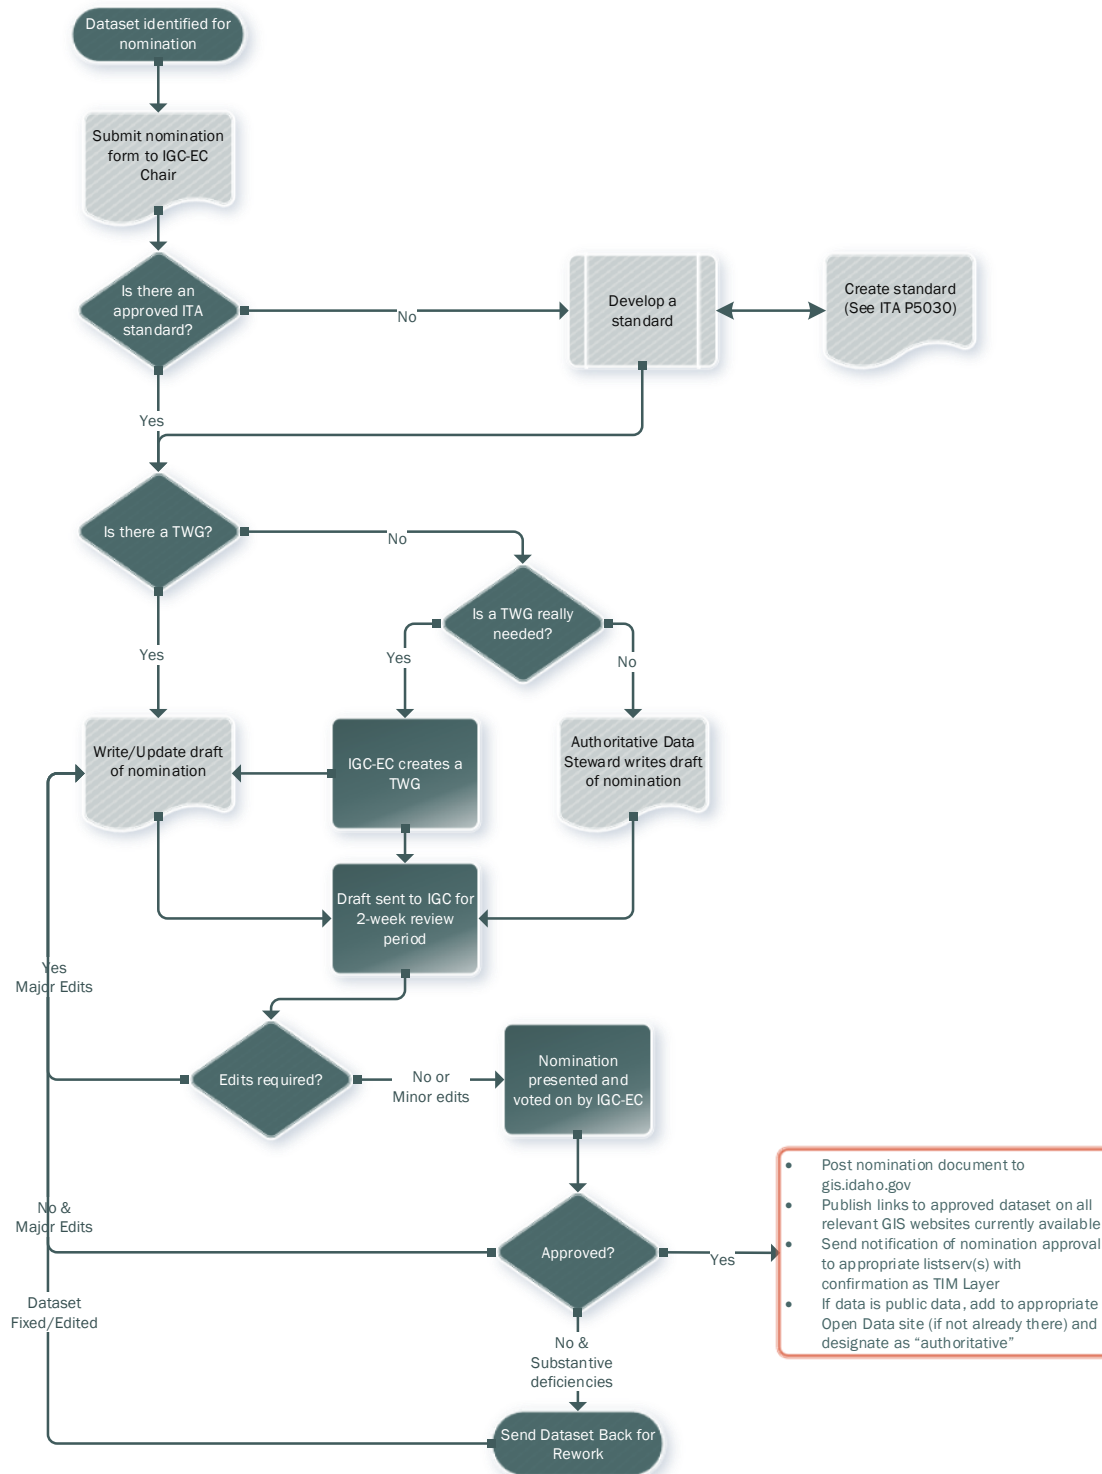 Dataset identified for
nomination
Submit nomination
form to IGC-EC
Chair
Is there an
approved ITA
standard?
No
Develop a
standard
Create standard
(See ITA P5030)
Yes
Is there a TWG?
No
Is a TWG really
needed?
Yes
Yes
No
Write/Update draft
of nomination
IGC-EC creates a
TWG
Authoritative Data
Steward writes draft
of nomination
Draft sent to IGC for
2-week review
period
Yes
Major Edits
Edits required?
No or
Minor edits
Nomination
presented and
voted on by IGC-EC
No &
Major Edits
Approved?
Yes
• Post nomination document to
gis.idaho.gov
• Publish links to approved dataset on all
relevant GIS websites currently available
• Send notification of nomination approval
to appropriate listserv(s) with
confirmation as TIM Layer
• If data is public data, add to appropriate
Open Data site (if not already there) and
designate as “authoritative”
Dataset
Fixed/Edited
No &
Substantive
deficiencies
Send Dataset Back for
Rework